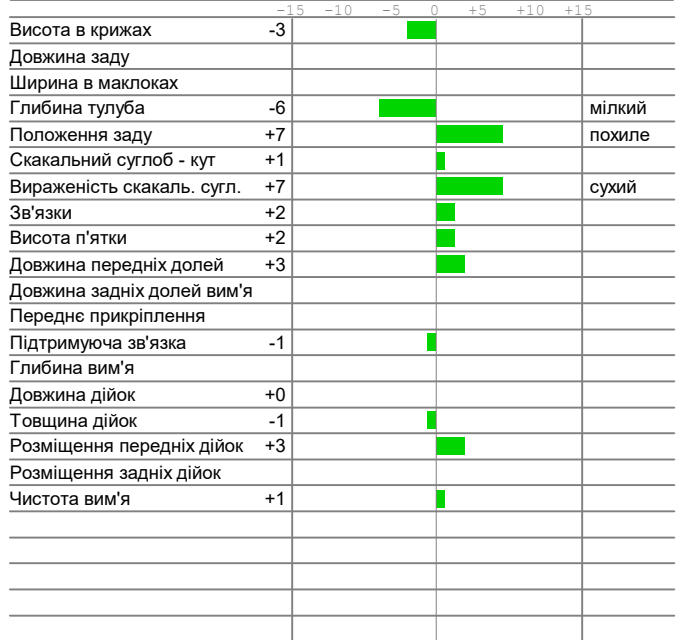 -15 -10 -5 0 +5 +10 +15
Висота в крижах -3
Довжина заду
Ширина в маклоках
Глибина тулуба -6 мілкий
Положення заду +7 похиле
Скакальний суглоб - кут +1
Вираженість скакаль. сугл. +7 сухий
Зв'язки +2
Висота п'ятки +2
Довжина передніх долей +3
Довжина задніх долей вим'я
Переднє прикріплення
Підтримуюча зв'язка -1
Глибина вим'я
Довжина дійок +0
Товщина дійок -1
Розміщення передніх дійок +3
Розміщення задніх дійок
Чистота вим'я +1